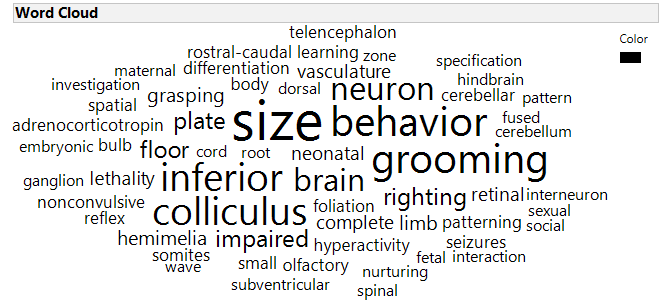 Word Cloud
Color
telencephalon
rostral-caudal learning zone
maternal differentiation vasculature specification
investigation body dorsal neuron hindbrain
spatial grasping cerebellar pattern
adrenocorticotropin plate size behavior fused
cerebellum
embryonic bulb floor cord root neonatal grooming
ganglion lethality inferior brain
nonconvulsive righting retinal interneuron
reflex colliculus foliation sexual
complete limb patterning social
hemimelia impaired hyperactivity seizures
somites small olfactory fetal interaction
wave nurturing
subventricular spinal